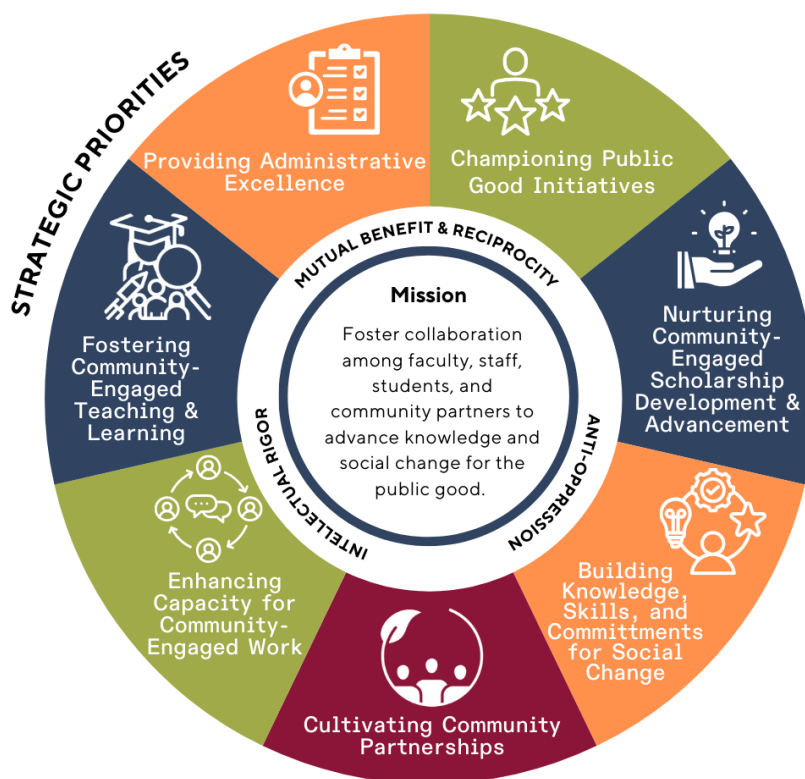 STRATEGIC PRIORITIES
Providing Administrative
Excellence
Championing Public
Good Initiatives
Nurturing
Community-
Engaged
Scholarship
Development &
Advancement
Building
Knowledge,
Skills, and
Committments
for Social
Change
Cultivating Community
Partnerships
Enhancing
Capacity for
Community-
Engaged Work
Fostering
Community-
Engaged
Teaching &
Learning
MUTUAL BENEFIT & RECIPROCITY
ANTI-OPPRESSION
INTELLECTUAL RIGOR
Mission
Foster collaboration
among faculty, staff,
students, and
community partners to
advance knowledge and
social change for the
public good.